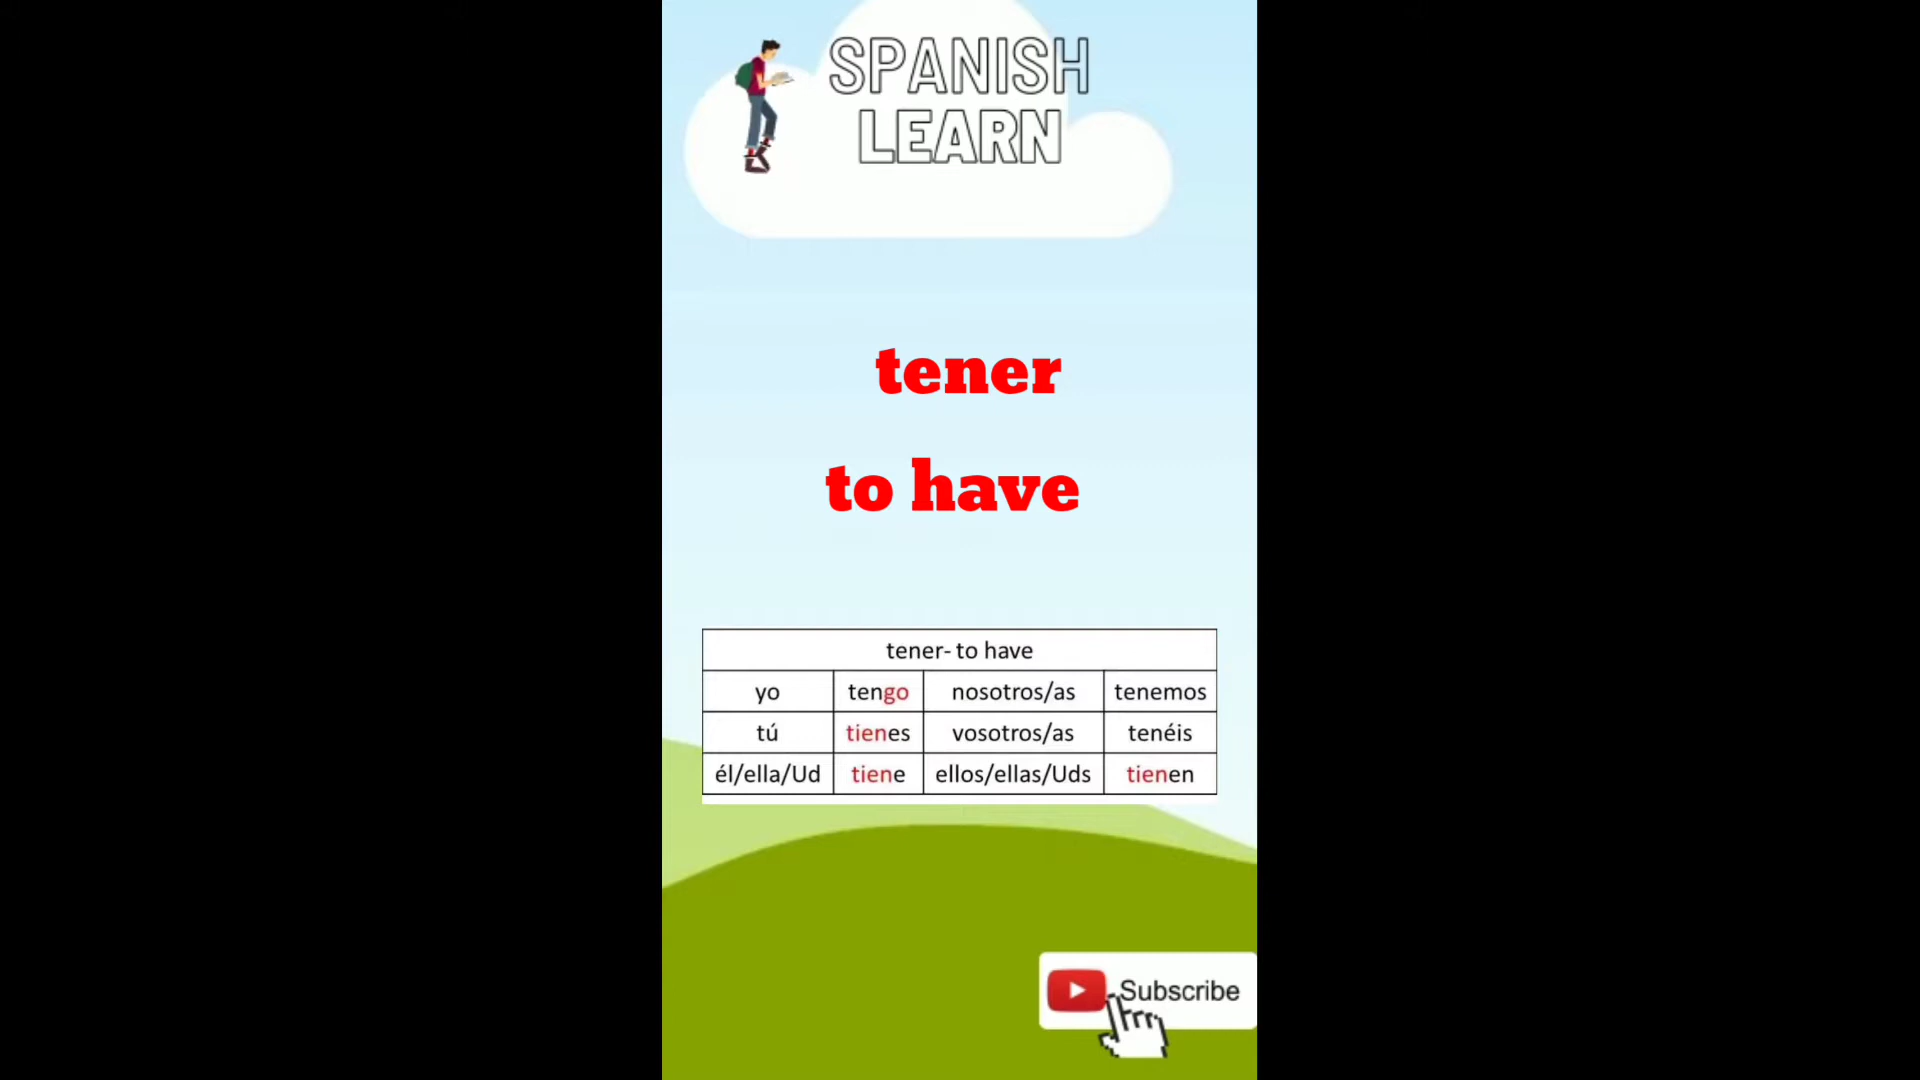 SPANISH
LEARN
tener
to have
tener- to have
yo tengo nosotros/as tenemos
tú tienes vosotros/as tenéis
él/ella/Ud tiene ellos/ellas/Uds tienen
Subscribe